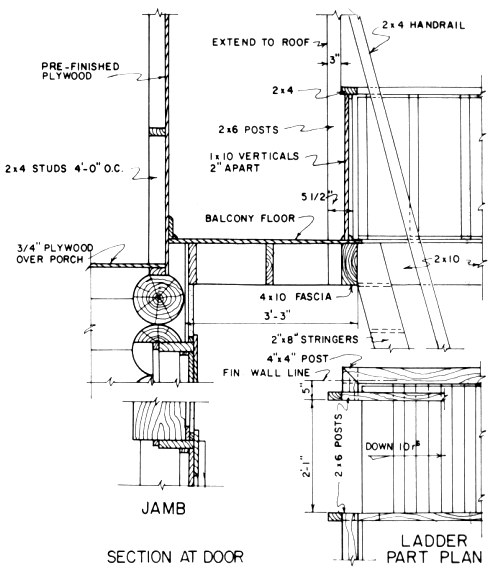 2 x 4 HANDRAIL
EXTEND TO ROOF
3"
PRE-FINISHED
PLYWOOD
2 x 4
2 x 6 POSTS
1 x 10 VERTICALS
2" APART
2 x 4 STUDS 4'-0" O.C.
5 1/2"
BALCONY FLOOR
3/4" PLYWOOD
OVER PORCH
2 x 10
4 x 10 FASCIA
3'-3"
2"x 8" STRINGERS
4"x 4" POST
FIN WALL LINE
5"
2'-1"
2 x 6 POSTS
DOWN 10 rs
JAMB
SECTION AT DOOR
LADDER
PART PLAN